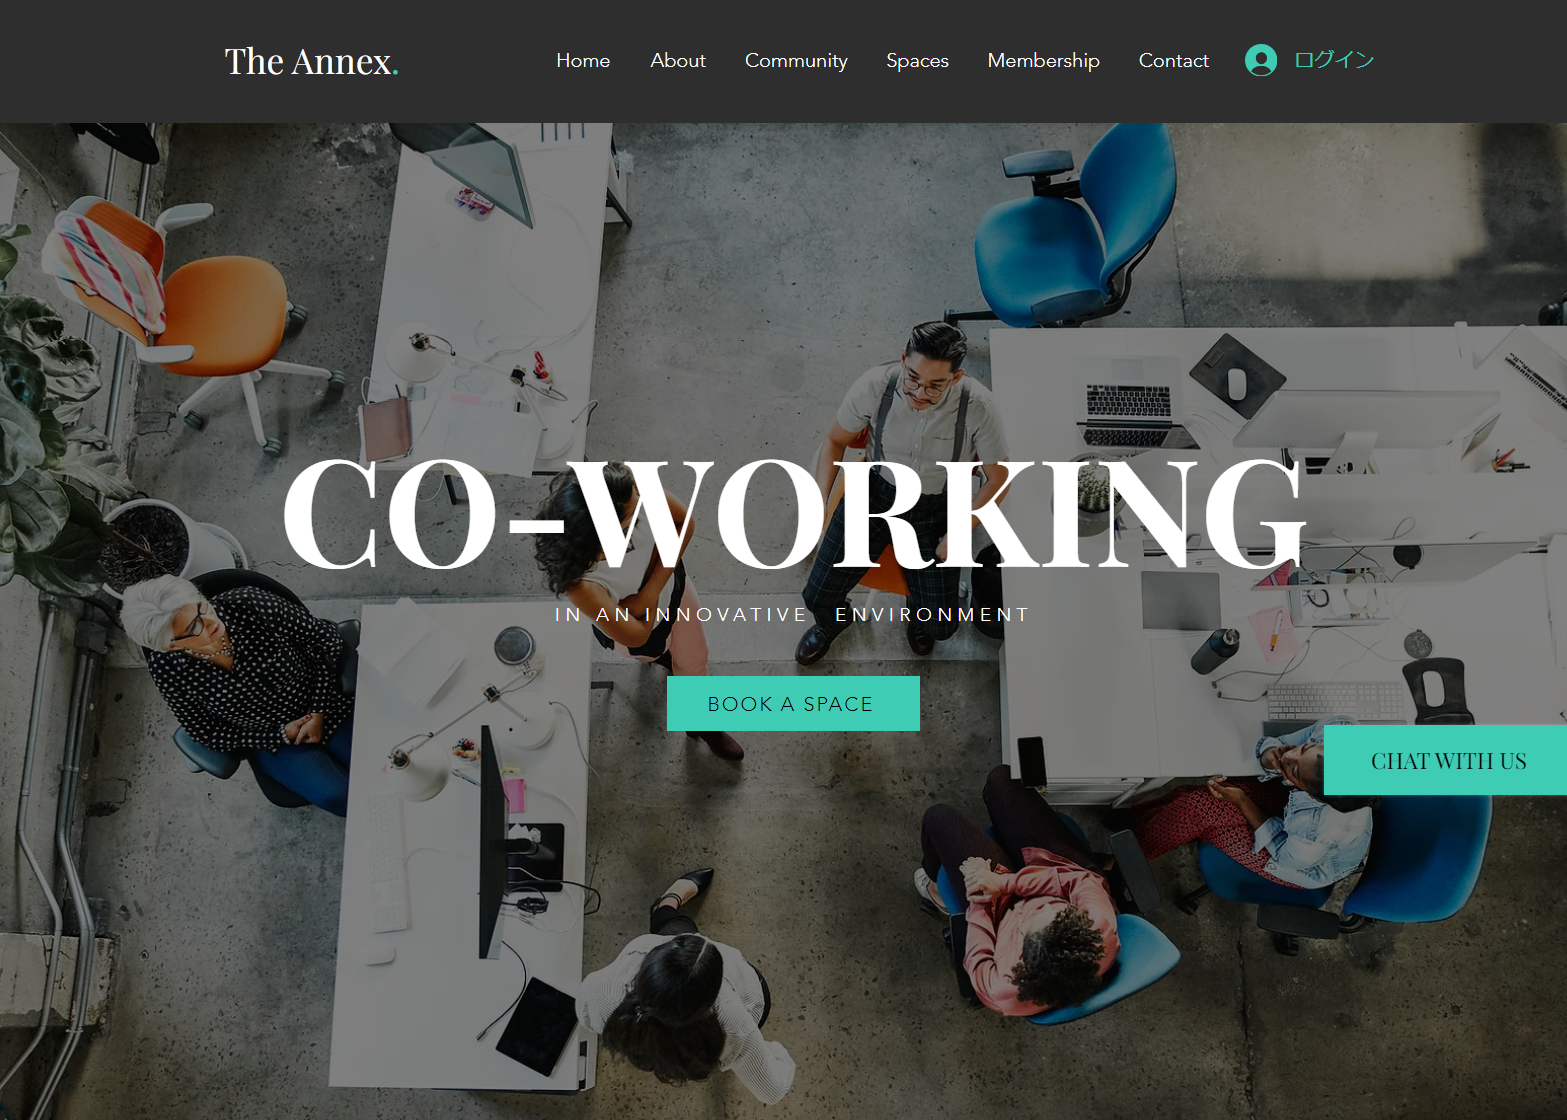 The Annex.
Home About Community Spaces Membership Contact ログイン
CO-WORKING
IN AN INNOVATIVE ENVIRONMENT
BOOK A SPACE
CHAT WITH US